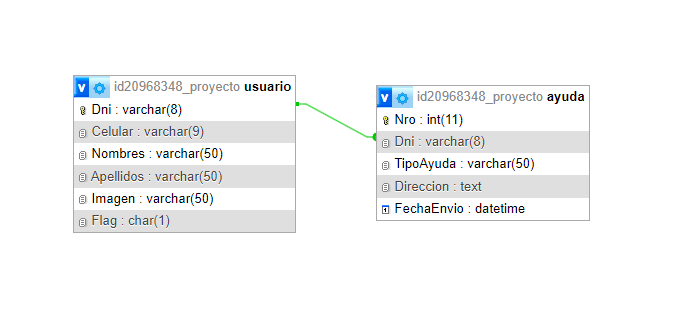 id20968348_proyecto usuario
Dni : varchar(8)
Celular : varchar(9)
Nombres : varchar(50)
Apellidos : varchar(50)
Imagen : varchar(50)
Flag : char(1)
id20968348_proyecto ayuda
Nro : int(11)
Dni : varchar(8)
TipoAyuda : varchar(50)
Direccion : text
FechaEnvio : datetime